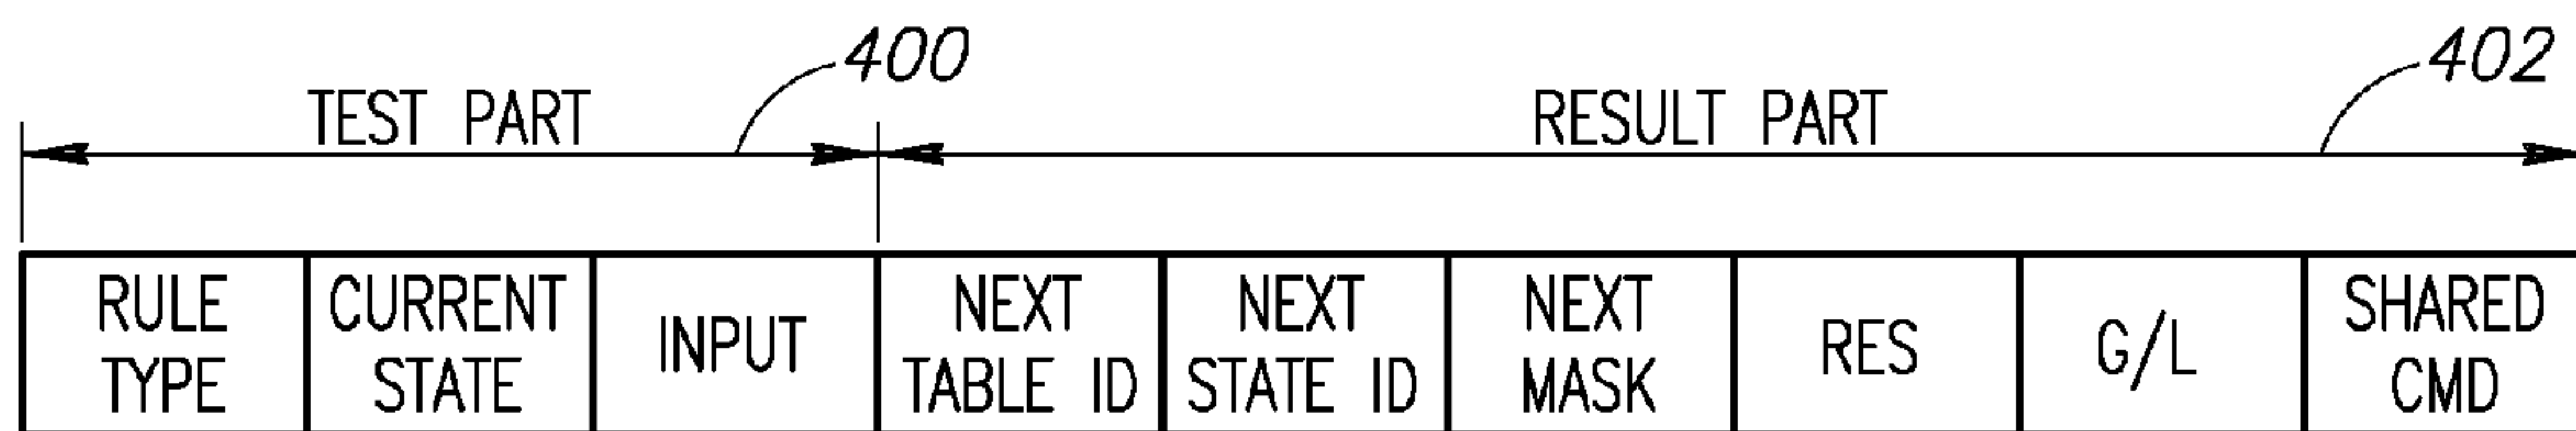 400
402
TEST PART
RESULT PART
RULE
TYPE
CURRENT
STATE
INPUT
NEXT
TABLE ID
NEXT
STATE ID
NEXT
MASK
RES
G/L
SHARED
CMD